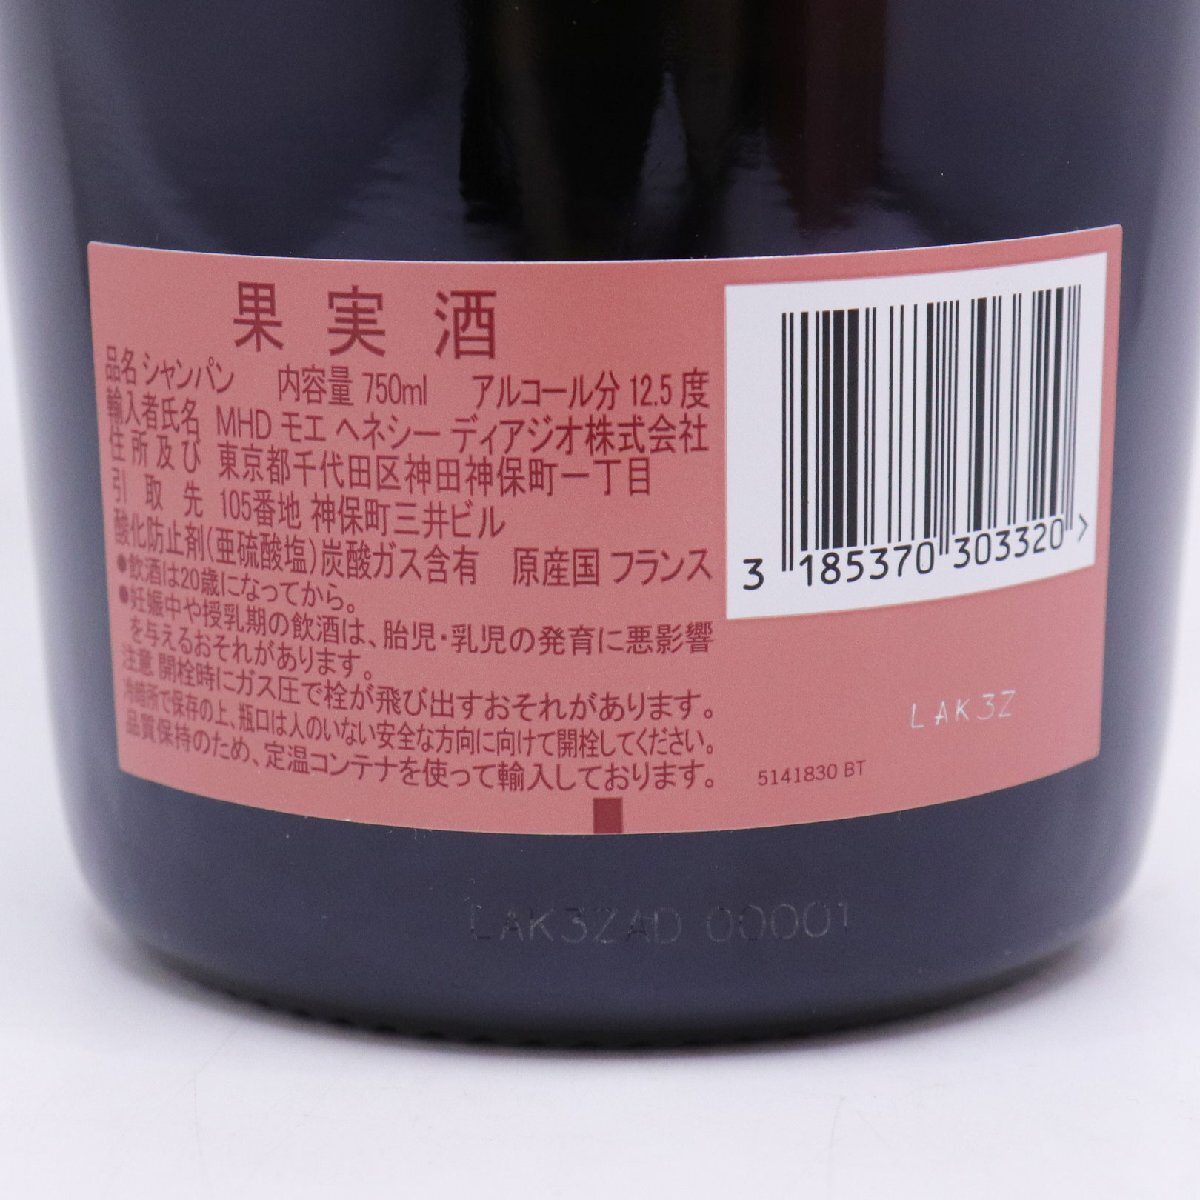 果実酒
品名 シャンパン 内容量 750ml アルコール分 12.5 度
輸入者氏名 MHD モエ ヘネシー ディアジオ株式会社
住所及び 東京都千代田区神田神保町一丁目
引取先 105番地 神保町三井ビル
酸化防止剤(亜硫酸塩)炭酸ガス含有 原産国 フランス
●飲酒は20歳になってから。
●妊娠中や授乳期の飲酒は、胎児・乳児の発育に悪影響
を与えるおそれがあります。
注意 開栓時にガス圧で栓が飛び出すおそれがあります。
冷暗所で保存の上、瓶口は人のいない安全な方向に向けて開栓してください。
品質保持のため、定温コンテナを使って輸入しております。
3 185370 303320 >
LAK3Z
5141830 BT
LAK3ZAD 00001